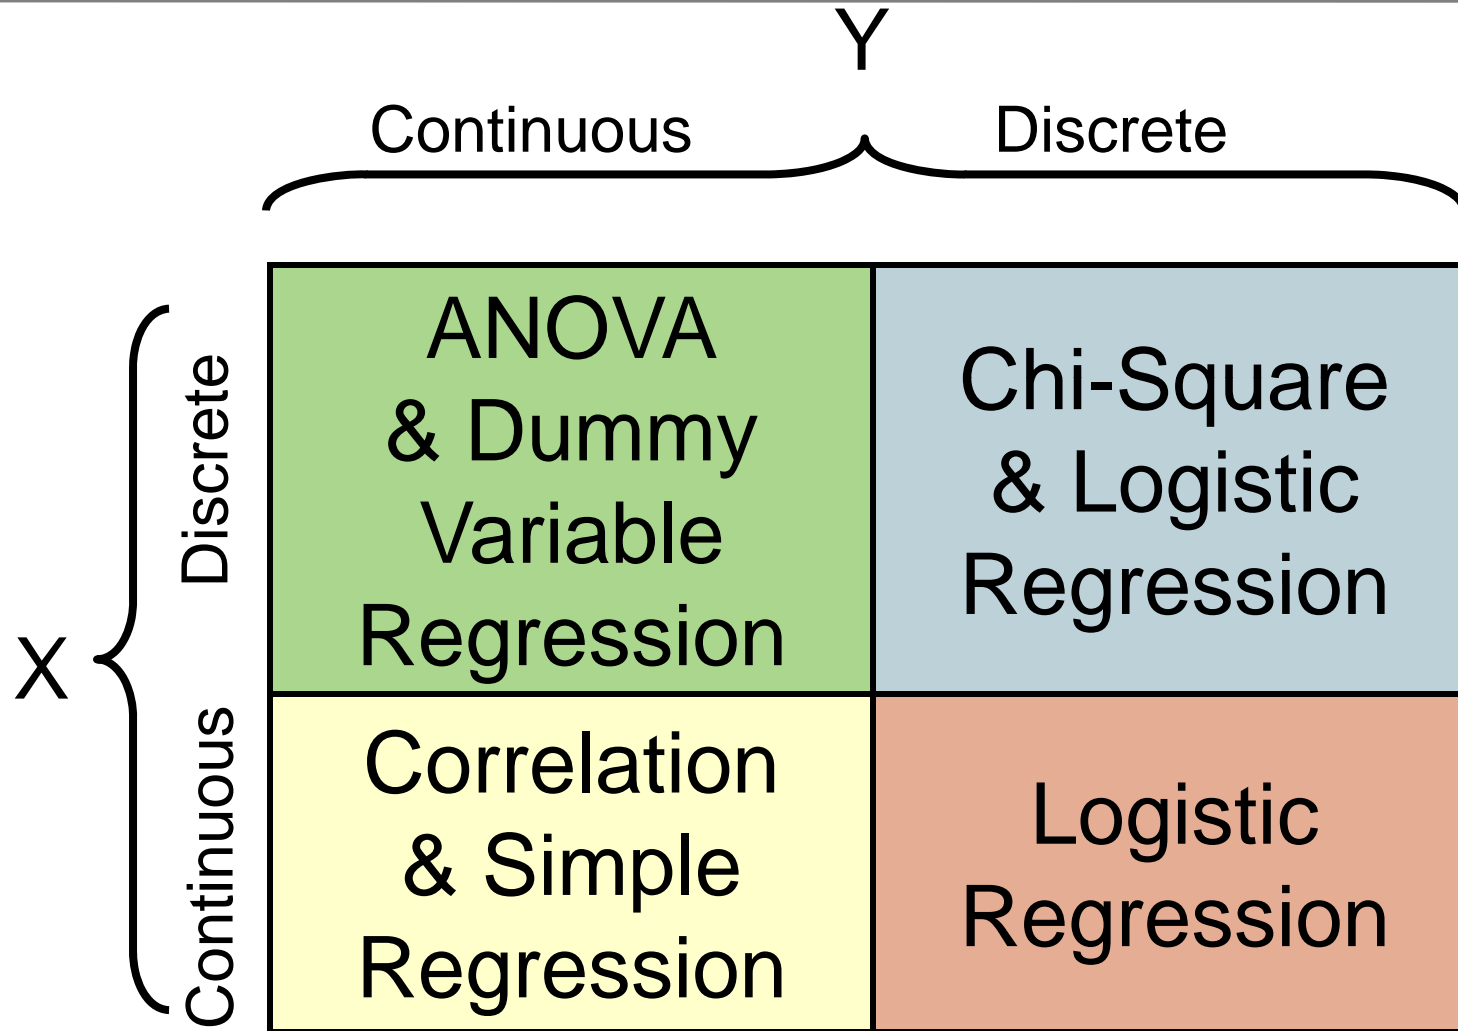 Y
Continuous
Discrete
X
Discrete
Continuous
ANOVA
& Dummy
Variable
Regression
Chi-Square
& Logistic
Regression
Correlation
& Simple
Regression
Logistic
Regression